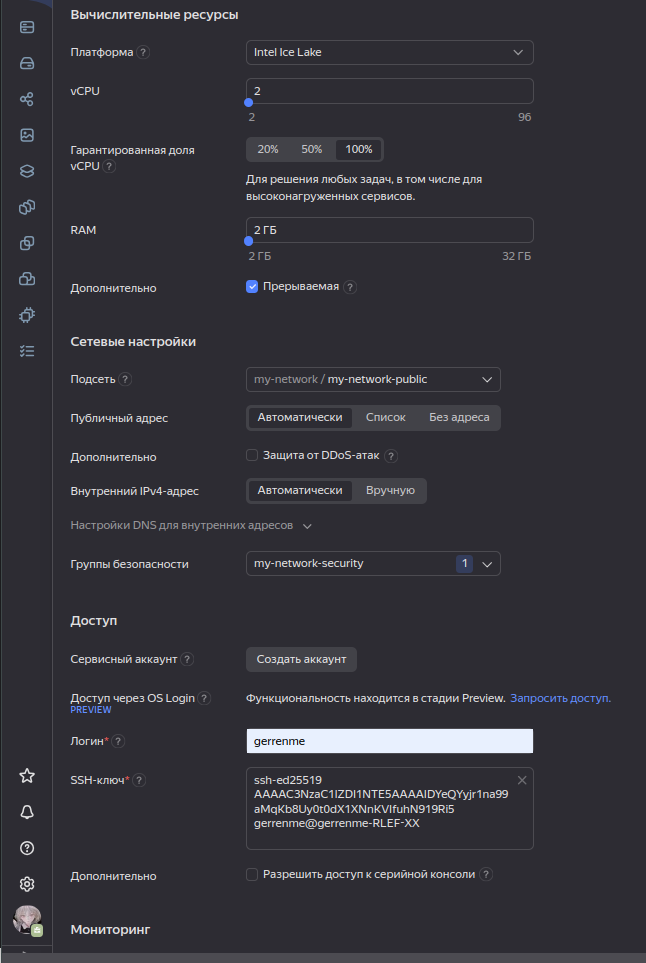 Вычислительные ресурсы
Платформа ?
Intel Ice Lake
vCPU
2
2 96
Гарантированная доля
vCPU ?
20% 50% 100%
Для решения любых задач, в том числе для
высоконагруженных сервисов.
RAM
2 ГБ
2 ГБ 32 ГБ
Дополнительно
Прерываемая ?
Сетевые настройки
Подсеть ?
my-network / my-network-public
Публичный адрес
Автоматически Список Без адреса
Дополнительно
Защита от DDoS-атак ?
Внутренний IPv4-адрес
Автоматически Вручную
Настройки DNS для внутренних адресов
Группы безопасности
my-network-security 1
Доступ
Сервисный аккаунт ?
Создать аккаунт
Доступ через OS Login ?
PREVIEW
Функциональность находится в стадии Preview. Запросить доступ.
Логин* ?
gerrenme
SSH-ключ* ?
ssh-ed25519
AAAAC3NzaC1lZDI1NTE5AAAAIDYeQYyjr1na99
aMqKb8Uy0t0dX1XNnKVIfuhN919Ri5
gerrenme@gerrenme-RLEF-XX
Дополнительно
Разрешить доступ к серийной консоли ?
Мониторинг